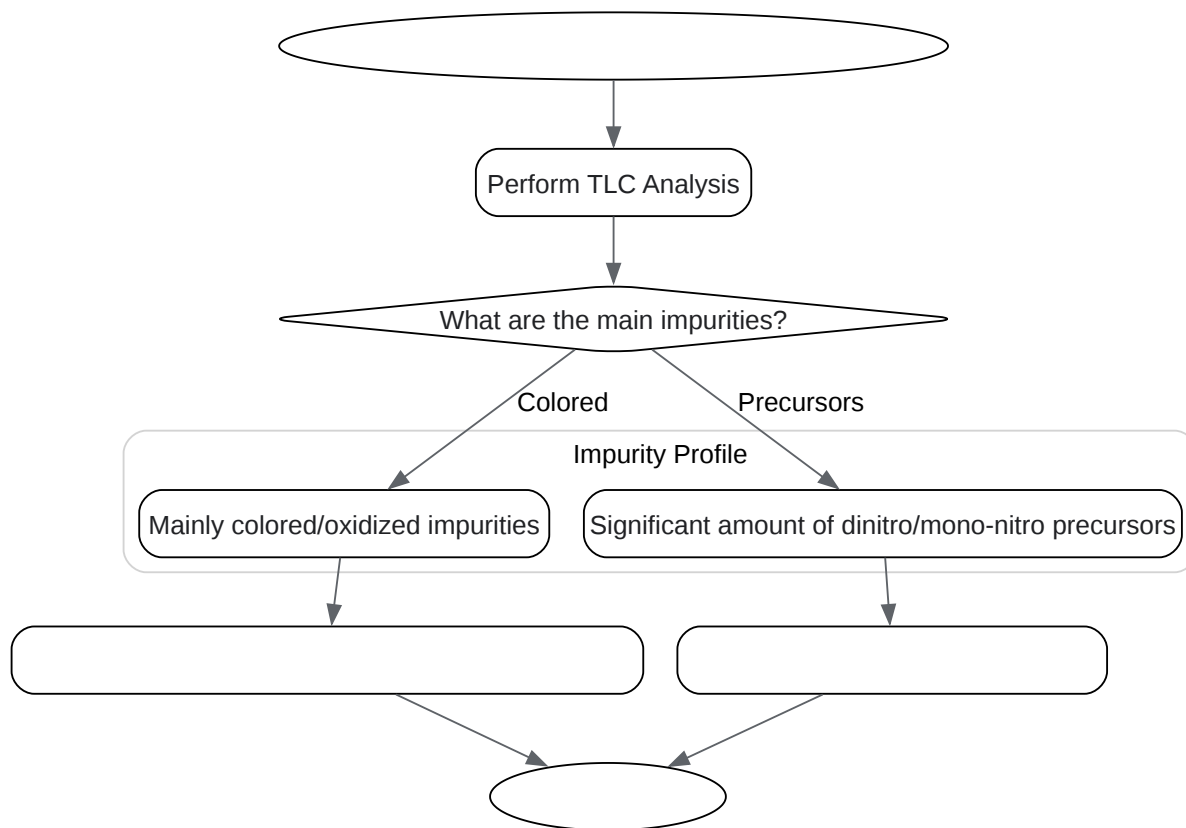 Perform TLC Analysis
What are the main impurities?
Colored
Precursors
Impurity Profile
Mainly colored/oxidized impurities
Significant amount of dinitro/mono-nitro precursors